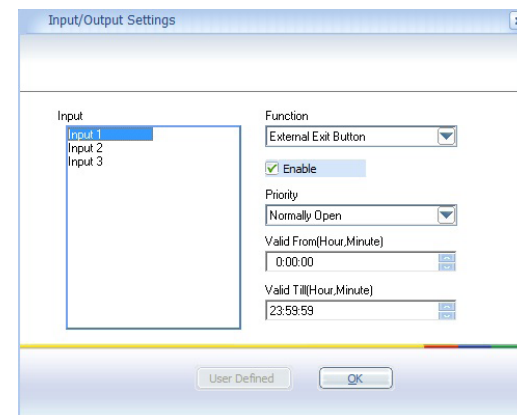 Input/Output Settings
Input
Input 1
Input 2
Input 3
Function
External Exit Button
Enable
Priority
Normally Open
Valid From(Hour,Minute)
0:00:00
Valid Till(Hour,Minute)
23:59:59
User Defined
OK